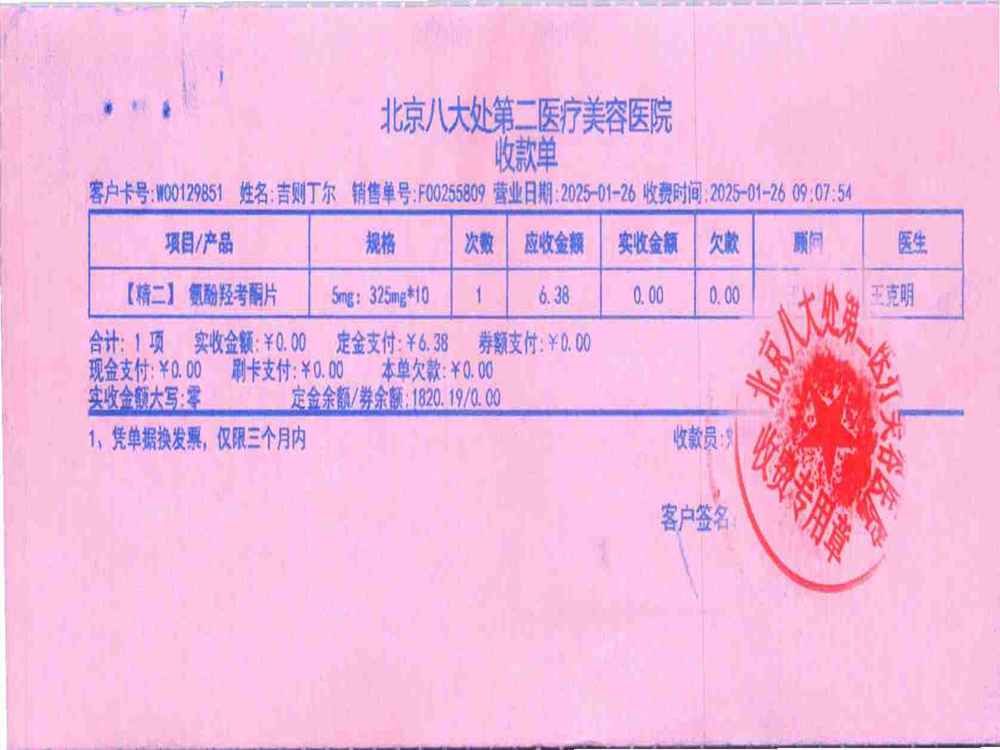 北京八大处第二医疗美容医院
收款单
客户卡号:W00129851 姓名:吉则丁尔 销售单号:F00255809 营业日期:2025-01-26 收费时间:2025-01-26 09:07:54
项目/产品 规格 次数 应收金额 实收金额 欠款 顾问 医生
【精二】 氨酚羟考酮片 5mg: 325mg*10 1 6.38 0.00 0.00 王克明
合计: 1 项 实收金额:￥0.00 定金支付:￥6.38 券额支付:￥0.00
现金支付:￥0.00 刷卡支付:￥0.00 本单欠款:￥0.00
实收金额大写:零 定金余额/券余额:1820.19/0.00
1、凭单据换发票, 仅限三个月内 收款员:
客户签名
北京八大处第二医疗美容医院
收费专用章